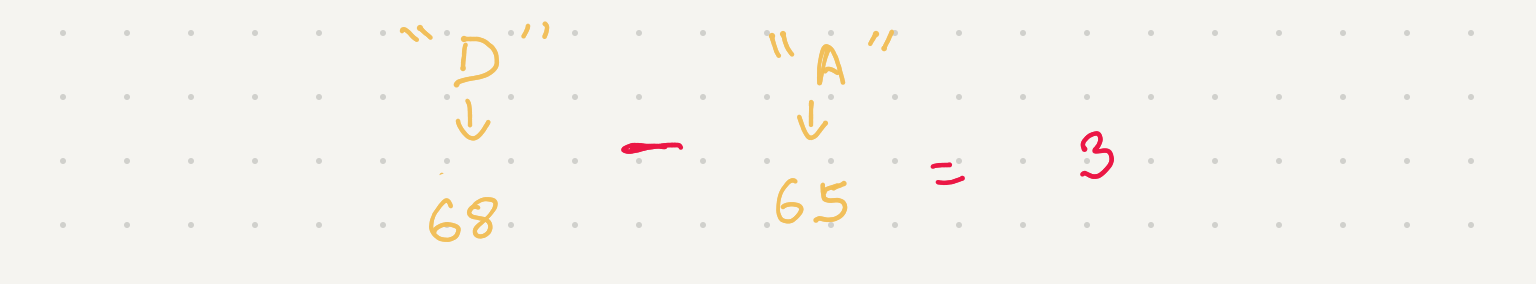 "D" "A"
↓ − ↓ = 3
68 65